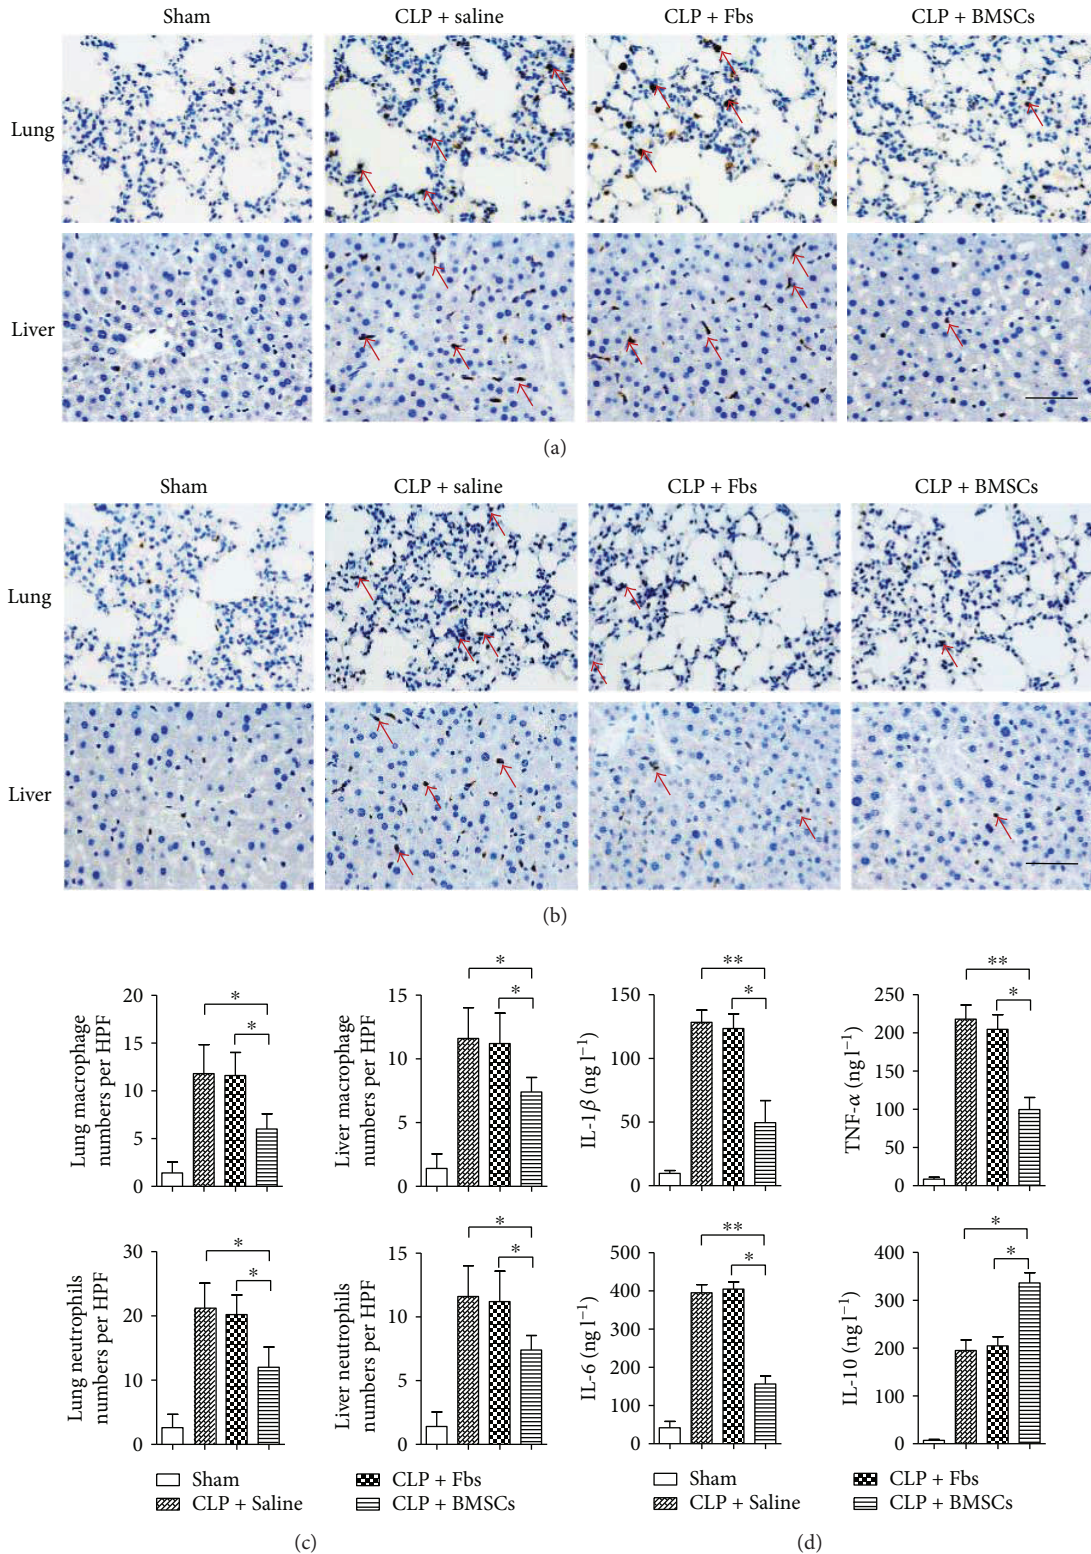 Sham CLP + saline CLP + Fbs CLP + BMSCs
Lung
Liver
(a)
Sham CLP + saline CLP + Fbs CLP + BMSCs
Lung
Liver
(b)
Lung macrophage
numbers per HPF
20
15
10
5
0
*
*
Liver macrophage
numbers per HPF
15
10
5
0
*
*
IL-1β (ng l⁻¹)
150
100
50
0
**
*
TNF-α (ng l⁻¹)
250
200
150
100
50
0
**
*
Lung neutrophils
numbers per HPF
30
20
10
0
*
*
Liver neutrophils
numbers per HPF
15
10
5
0
*
*
IL-6 (ng l⁻¹)
500
400
300
200
100
0
**
*
IL-10 (ng l⁻¹)
400
300
200
100
0
*
*
Sham CLP + Fbs
CLP + Saline CLP + BMSCs
(c)
Sham CLP + Fbs
CLP + Saline CLP + BMSCs
(d)